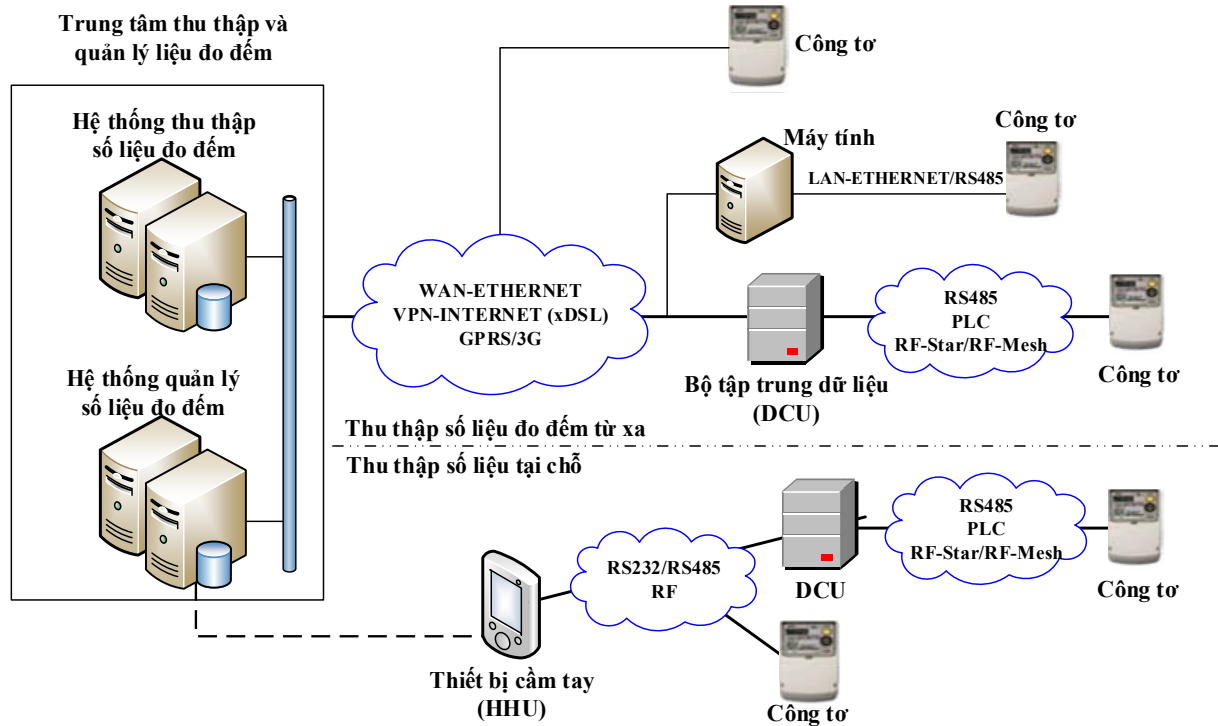 Trung tâm thu thập và
quản lý liệu đo đếm
Hệ thống thu thập
số liệu đo đếm
Hệ thống quản lý
số liệu đo đếm
WAN-ETHERNET
VPN-INTERNET (xDSL)
GPRS/3G
Công tơ
Máy tính
LAN-ETHERNET/RS485
Công tơ
Bộ tập trung dữ liệu
(DCU)
RS485
PLC
RF-Star/RF-Mesh
Công tơ
Thu thập số liệu đo đếm từ xa
Thu thập số liệu tại chỗ
Thiết bị cầm tay
(HHU)
RS232/RS485
RF
DCU
RS485
PLC
RF-Star/RF-Mesh
Công tơ
Công tơ